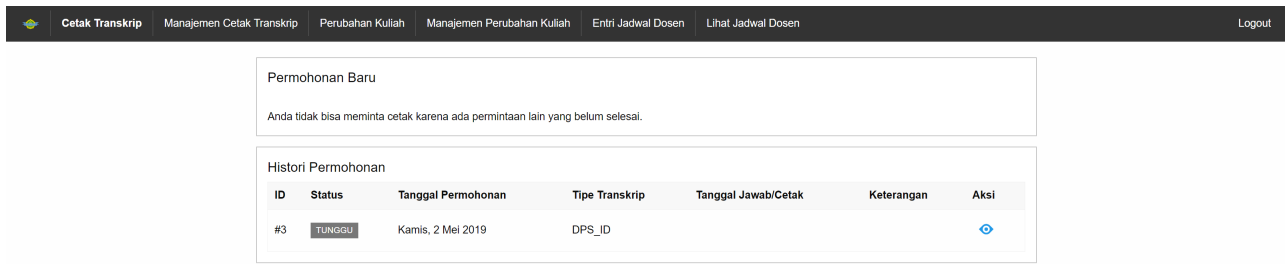 Cetak Transkrip Manajemen Cetak Transkrip Perubahan Kuliah Manajemen Perubahan Kuliah Entri Jadwal Dosen Lihat Jadwal Dosen Logout
Permohonan Baru
Anda tidak bisa meminta cetak karena ada permintaan lain yang belum selesai.
Histori Permohonan
ID Status Tanggal Permohonan Tipe Transkrip Tanggal Jawab/Cetak Keterangan Aksi
#3 TUNGGU Kamis, 2 Mei 2019 DPS_ID